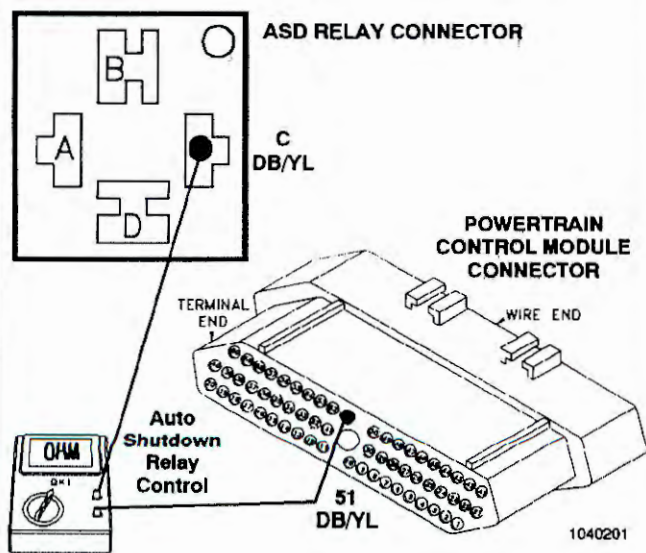 ASD RELAY CONNECTOR
B
A
C
DB/YL
D
POWERTRAIN
CONTROL MODULE
CONNECTOR
TERMINAL
END
WIRE END
Auto
Shutdown
Relay
Control
OHM
51
DB/YL
1040201